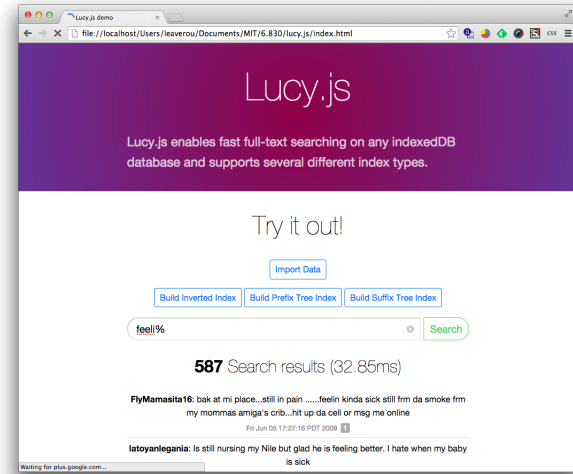 Lucy.js demo
file://localhost/Users/leaverou/Documents/MIT/6.830/lucy.js/index.html
CSS
Lucy.js
Lucy.js enables fast full-text searching on any indexedDB
database and supports several different index types.
Try it out!
Import Data
Build Inverted Index Build Prefix Tree Index Build Suffix Tree Index
feeli% Search
587 Search results (32.85ms)
FlyMamasita16: bak at mi place...still in pain ......feelin kinda sick still frm da smoke frm
my mommas amiga's crib...hit up da cell or msg me online
Fri Jun 05 17:27:16 PDT 2009 1
latoyanlegania: Is still nursing my Nile but glad he is feeling better. I hate when my baby
is sick
Waiting for plus.google.com...